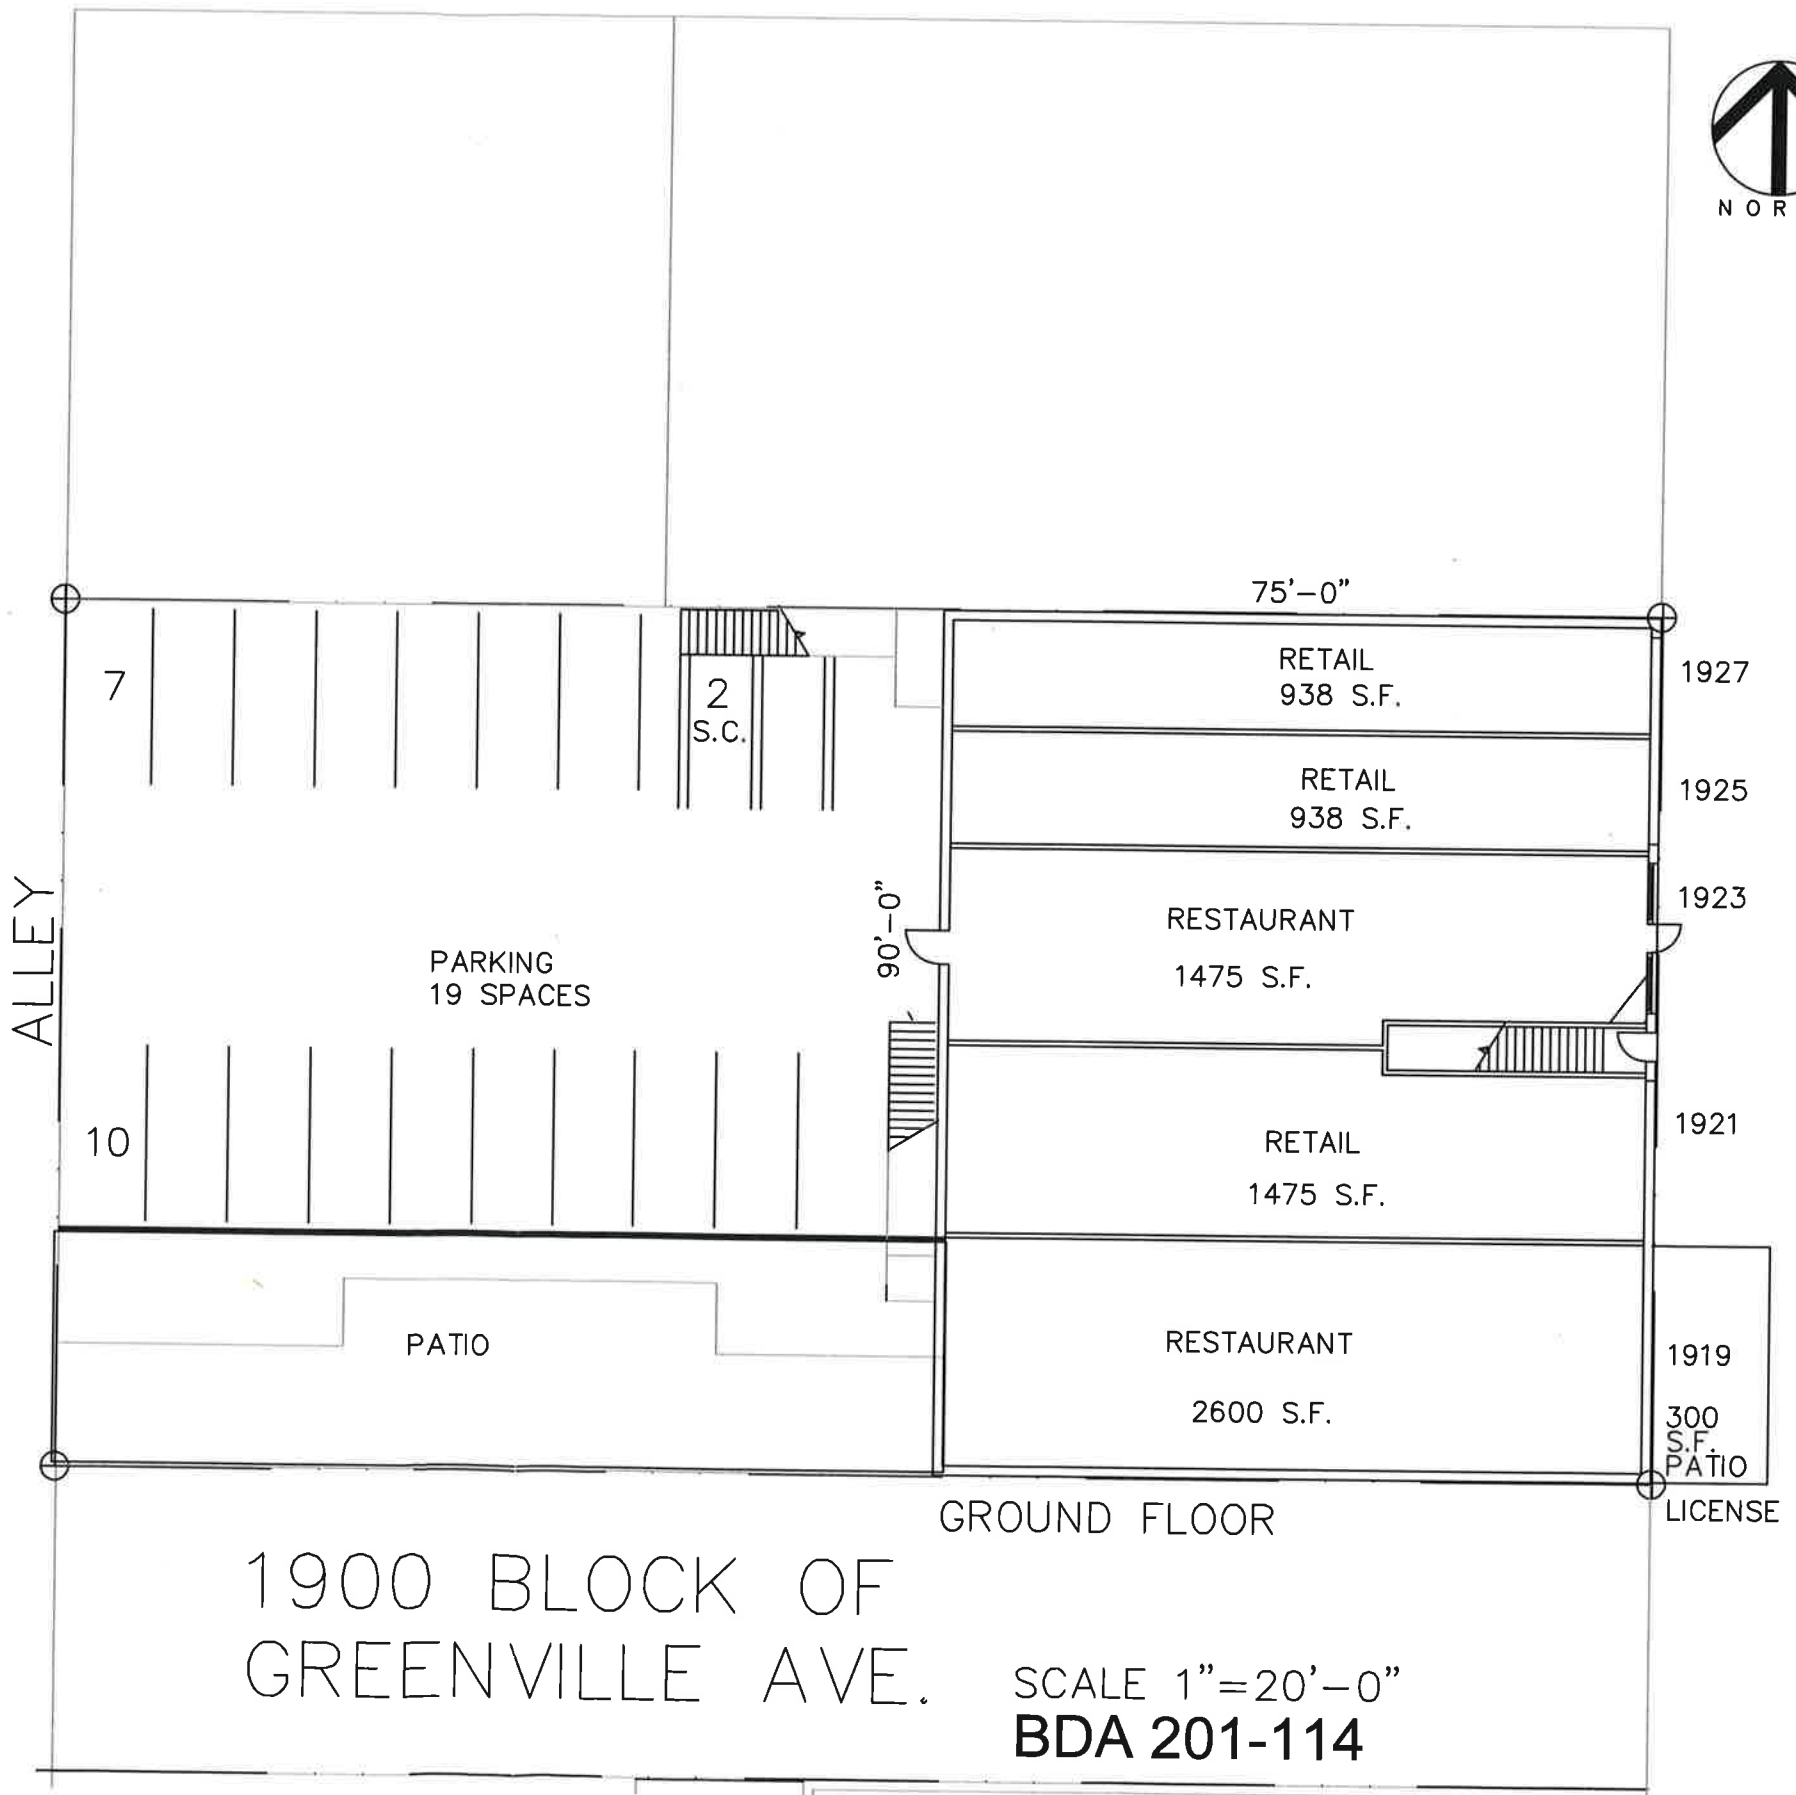 NOR
75'-0"
RETAIL
938 S.F.
1927
7
2
S.C.
RETAIL
938 S.F.
1925
ALLEY
PARKING
19 SPACES
90'-0"
RESTAURANT
1475 S.F.
1923
10
RETAIL
1475 S.F.
1921
PATIO
RESTAURANT
2600 S.F.
1919
300
S.F.
PATIO
LICENSE
GROUND FLOOR
1900 BLOCK OF
GREENVILLE AVE.
SCALE 1"=20'-0"
BDA 201-114